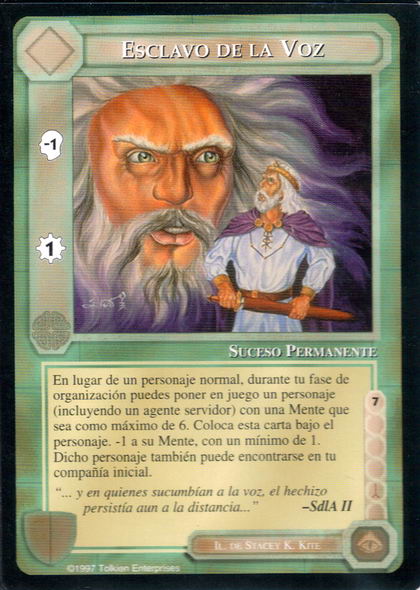 ESCLAVO DE LA VOZ
-1
1
SUCESO PERMANENTE
En lugar de un personaje normal, durante tu fase de
organización puedes poner en juego un personaje
(incluyendo un agente servidor) con una Mente que
sea como máximo de 6. Coloca esta carta bajo el
personaje. -1 a su Mente, con un mínimo de 1.
Dicho personaje también puede encontrarse en tu
compañía inicial.
"... y en quienes sucumbían a la voz, el hechizo
persistía aun a la distancia..." –SdlA II
7
IL. DE STACEY K. KITE
©1997 Tolkien Enterprises